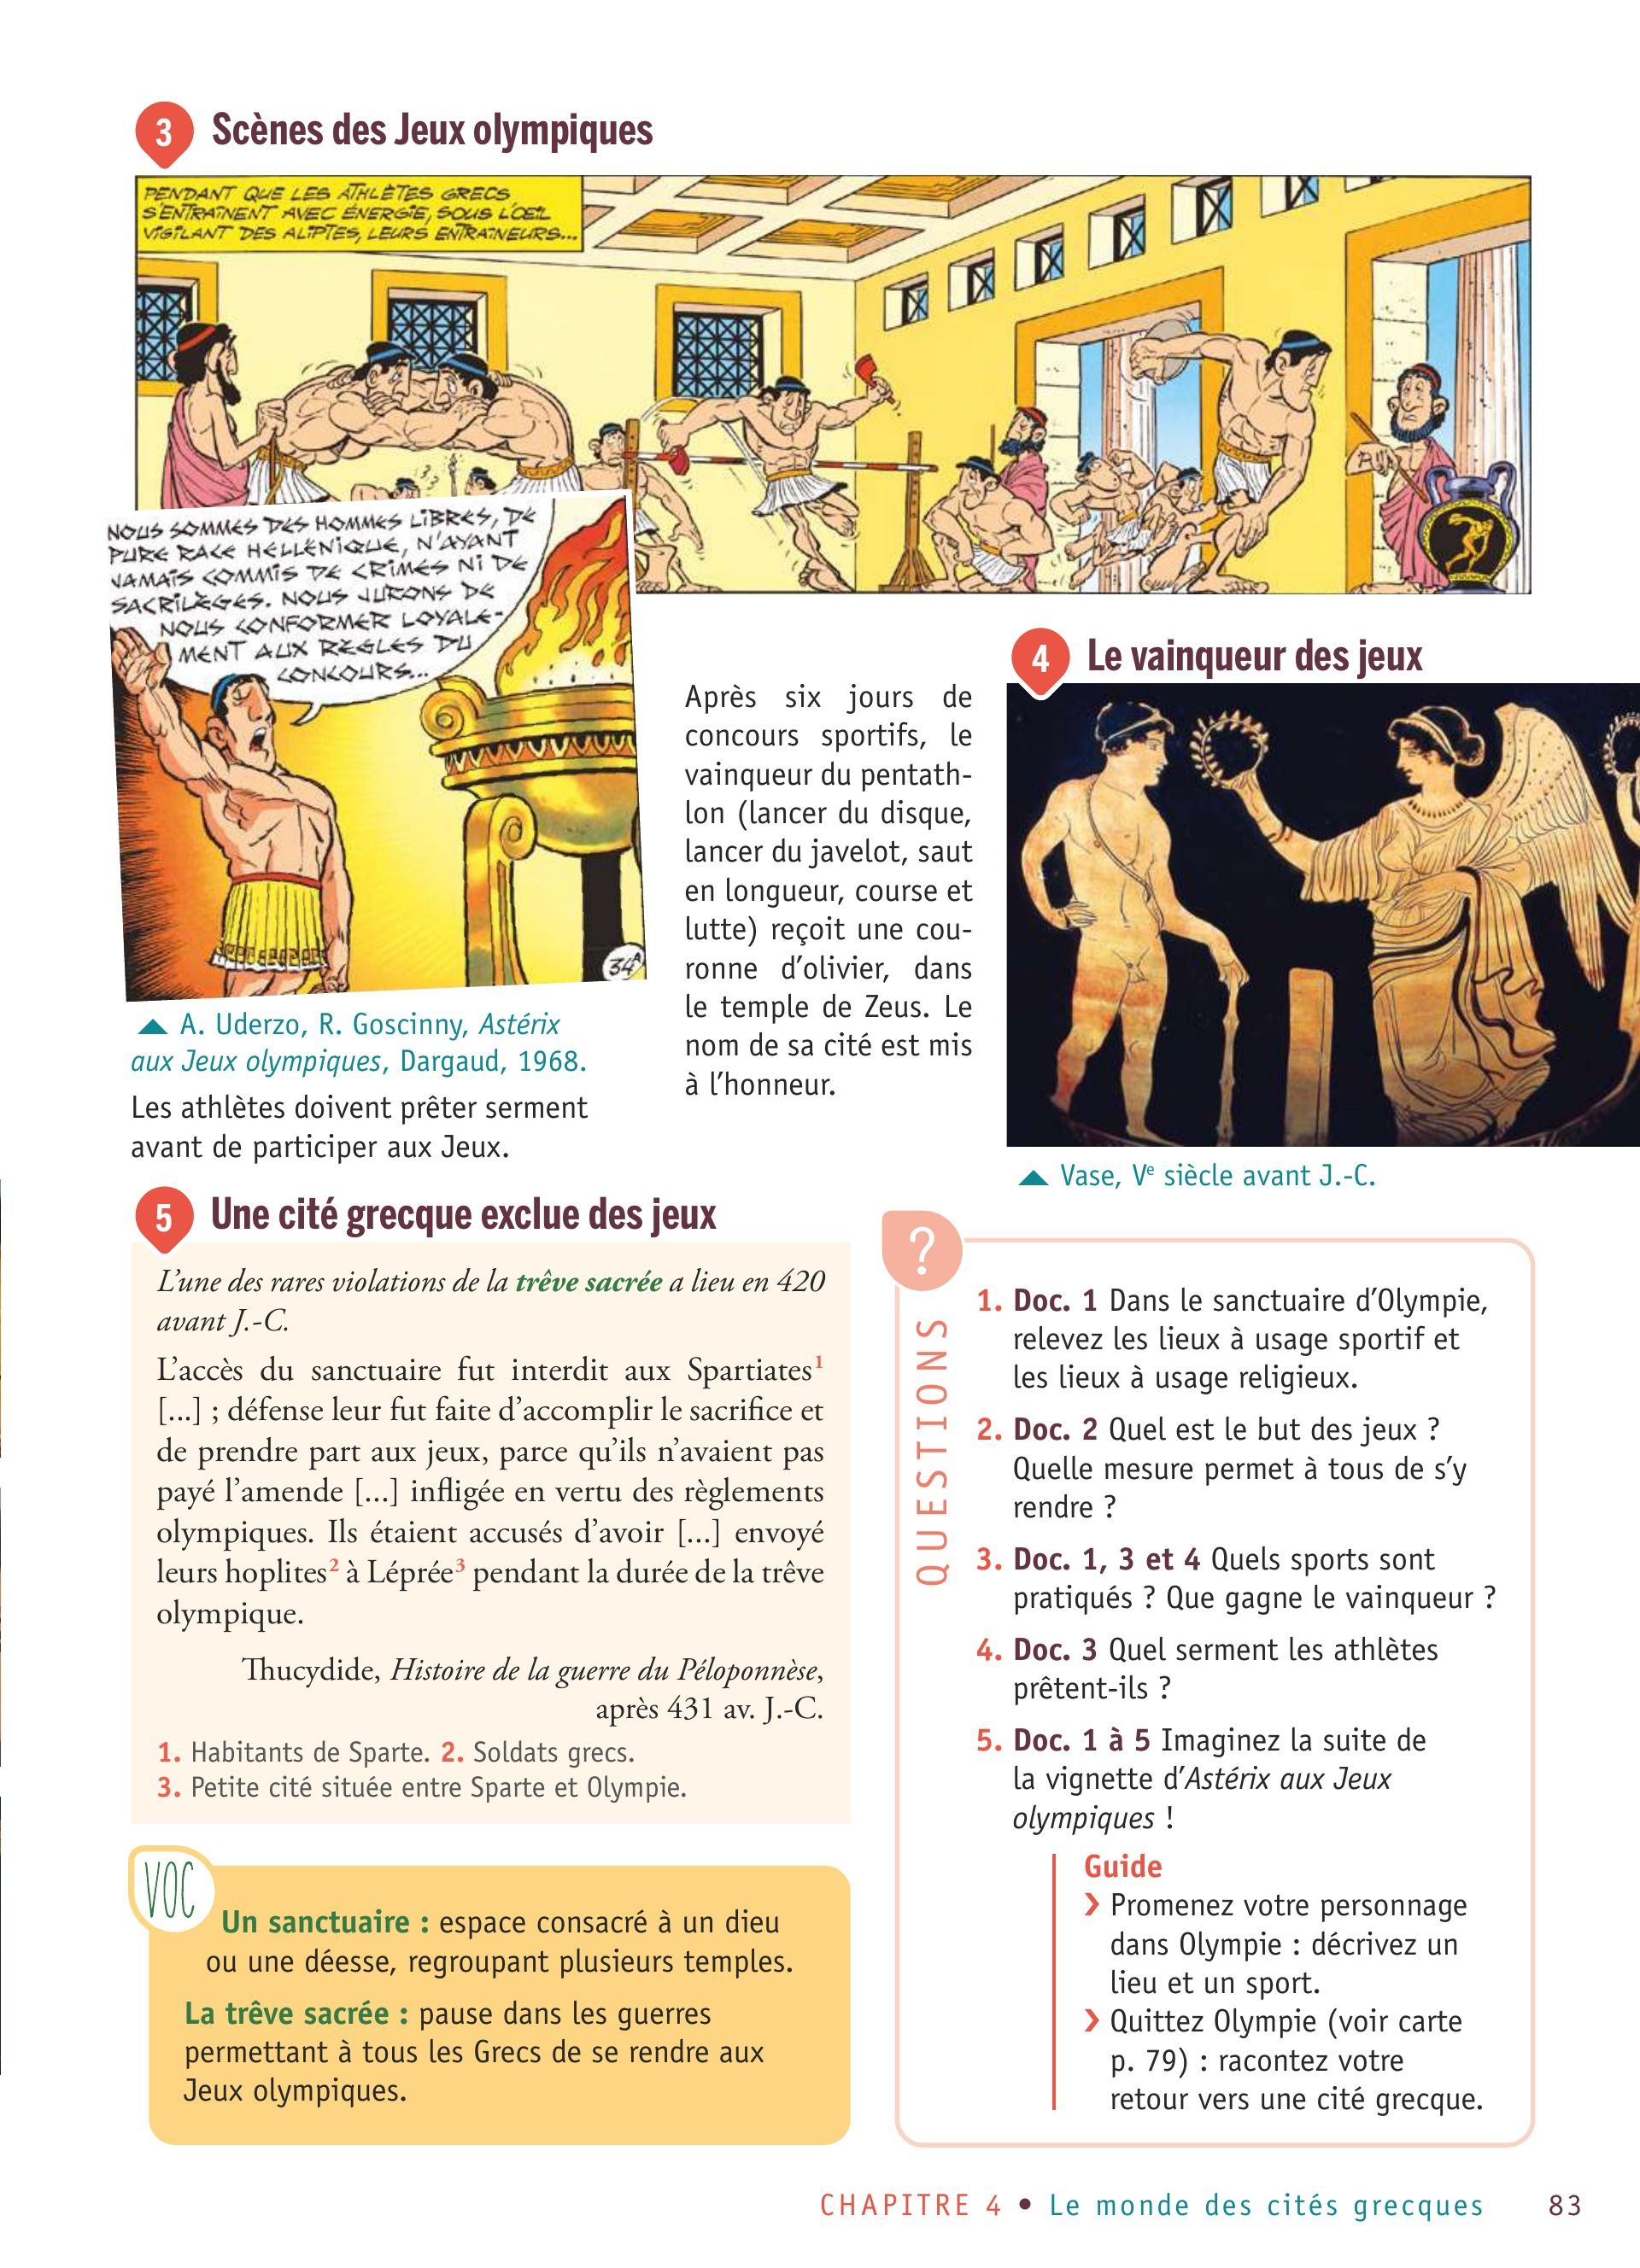 3 Scènes des Jeux olympiques
PENDANT QUE LES ATHLÈTES GRECS
S'ENTRAÎNENT AVEC ÉNERGIE, SOUS L'ŒIL
VIGILANT DES ALIPTES, LEURS ENTRAÎNEURS...
NOUS SOMMES DES HOMMES LIBRES, DE
PURE RACE HELLÉNIQUE, N'AYANT
JAMAIS COMMIS DE CRIMES NI DE
SACRILÈGES. NOUS JURONS DE
NOUS CONFORMER LOYALE-
MENT AUX RÈGLES DU
CONCOURS...
34A
A. Uderzo, R. Goscinny, Astérix
aux Jeux olympiques, Dargaud, 1968.
Les athlètes doivent prêter serment
avant de participer aux Jeux.
4 Le vainqueur des jeux
Après six jours de
concours sportifs, le
vainqueur du pentath-
lon (lancer du disque,
lancer du javelot, saut
en longueur, course et
lutte) reçoit une cou-
ronne d'olivier, dans
le temple de Zeus. Le
nom de sa cité est mis
à l'honneur.
Vase, Ve siècle avant J.-C.
5 Une cité grecque exclue des jeux
L'une des rares violations de la trêve sacrée a lieu en 420
avant J.-C.
L'accès du sanctuaire fut interdit aux Spartiates1
[...] ; défense leur fut faite d'accomplir le sacrifice et
de prendre part aux jeux, parce qu'ils n'avaient pas
payé l'amende [...] infligée en vertu des règlements
olympiques. Ils étaient accusés d'avoir [...] envoyé
leurs hoplites2 à Léprée3 pendant la durée de la trêve
olympique.
Thucydide, Histoire de la guerre du Péloponnèse,
après 431 av. J.-C.
1. Habitants de Sparte. 2. Soldats grecs.
3. Petite cité située entre Sparte et Olympie.
VOC
Un sanctuaire : espace consacré à un dieu
ou une déesse, regroupant plusieurs temples.
La trêve sacrée : pause dans les guerres
permettant à tous les Grecs de se rendre aux
Jeux olympiques.
?
QUESTIONS
1. Doc. 1 Dans le sanctuaire d'Olympie,
relevez les lieux à usage sportif et
les lieux à usage religieux.
2. Doc. 2 Quel est le but des jeux ?
Quelle mesure permet à tous de s'y
rendre ?
3. Doc. 1, 3 et 4 Quels sports sont
pratiqués ? Que gagne le vainqueur ?
4. Doc. 3 Quel serment les athlètes
prêtent-ils ?
5. Doc. 1 à 5 Imaginez la suite de
la vignette d'Astérix aux Jeux
olympiques !
Guide
❯ Promenez votre personnage
dans Olympie : décrivez un
lieu et un sport.
❯ Quittez Olympie (voir carte
p. 79) : racontez votre
retour vers une cité grecque.
CHAPITRE 4 • Le monde des cités grecques 83